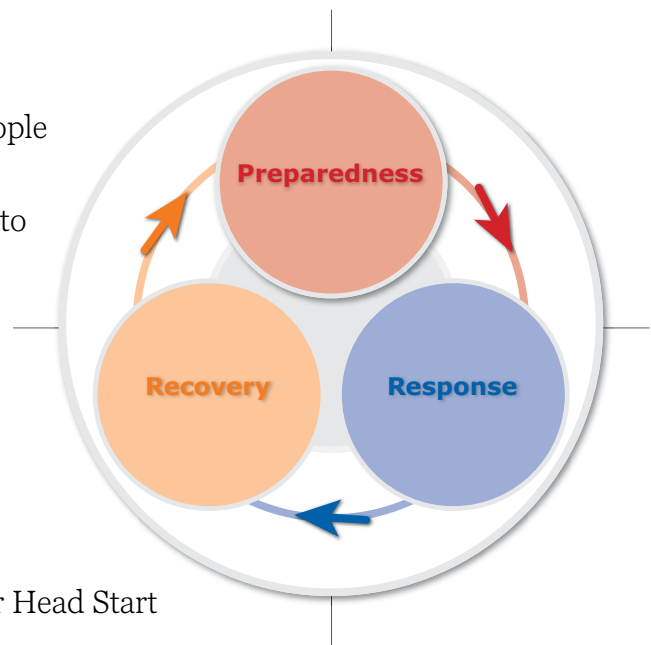 ople
Preparedness
to
Recovery
Response
r Head Start